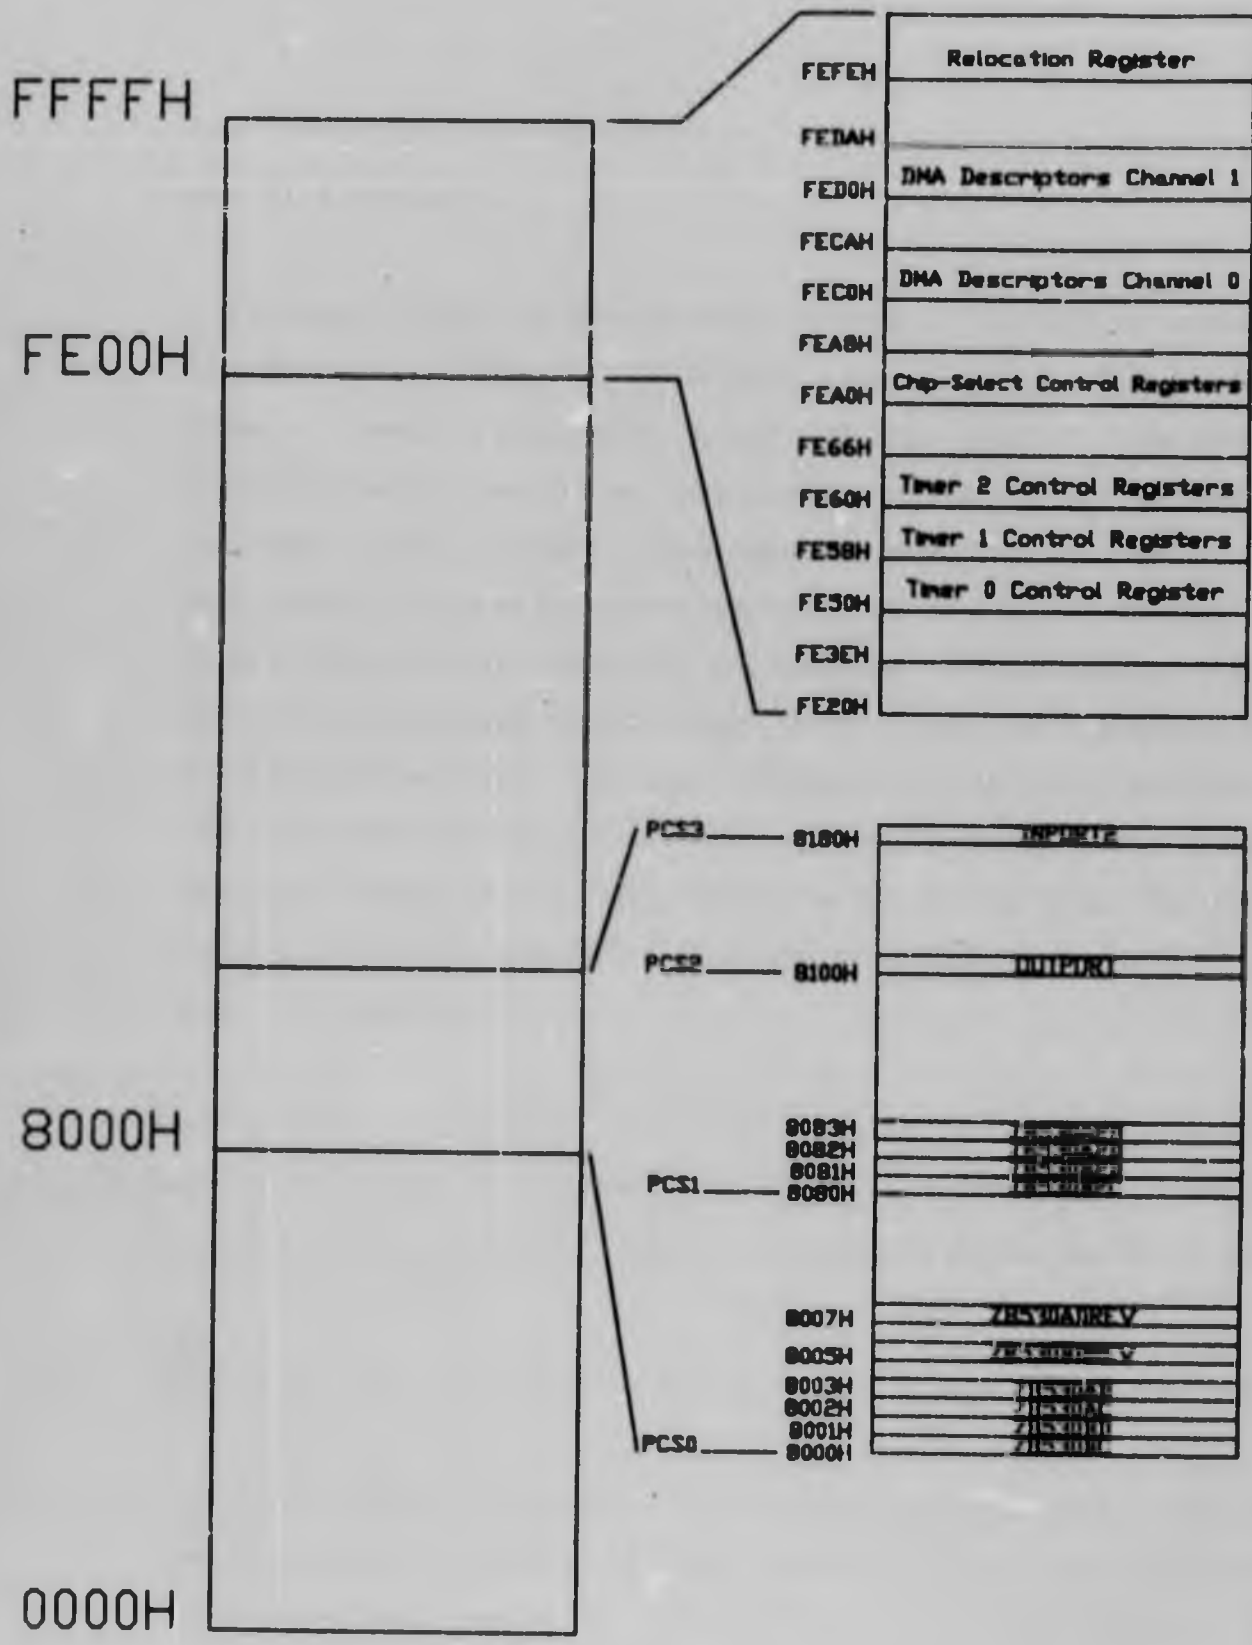 FFFFH
FE00H
8000H
0000H
FEFEH Relocation Register
FEDAH
FED0H DMA Descriptors Channel 1
FECAH
FEC0H DMA Descriptors Channel 0
FEA8H
FEA0H Chip-Select Control Registers
FE66H
FE60H Timer 2 Control Registers
FE58H Timer 1 Control Registers
FE50H Timer 0 Control Register
FE3EH
FE20H
PCS3 8180H INPORT2
PCS2 8100H OUTPORT
8083H
8082H
8081H
PCS1 8080H
8007H Z8530ADREV
8005H
8003H
8002H
8001H
PCS0 8000H